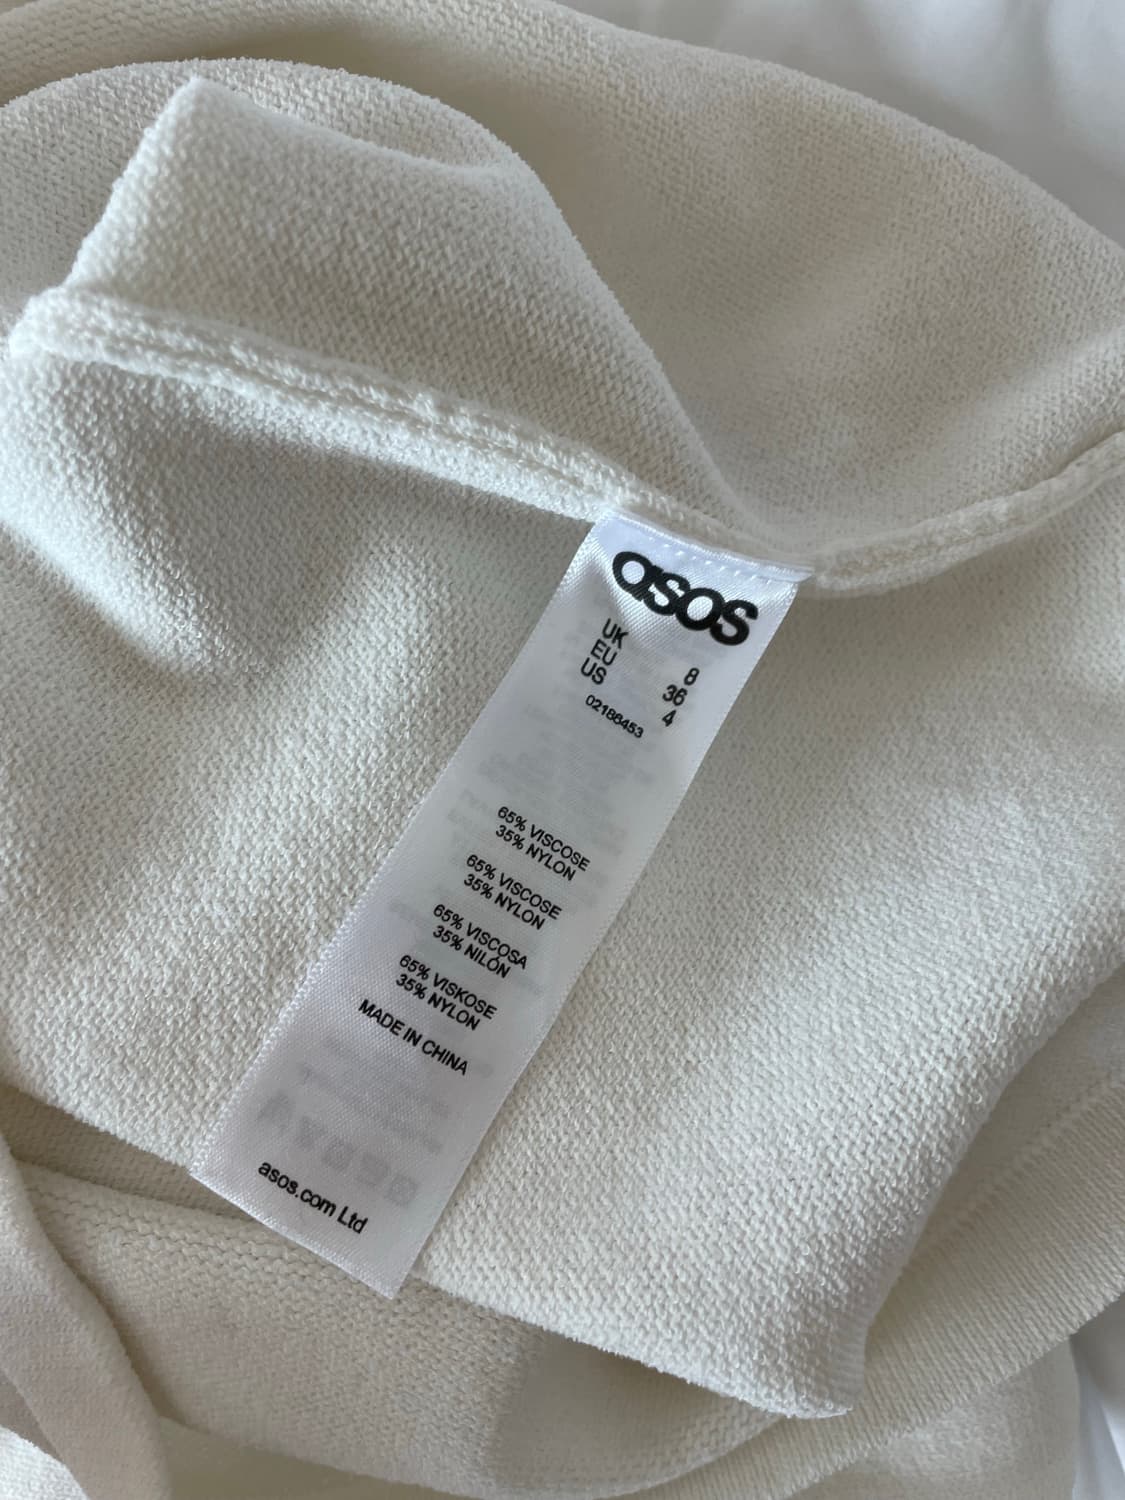 asos
UK 8
EU 36
US 4
02186453
65% VISCOSE
35% NYLON
65% VISCOSE
35% NYLON
65% VISCOSA
35% NILÓN
65% VISKOSE
35% NYLON
MADE IN CHINA
asos.com Ltd